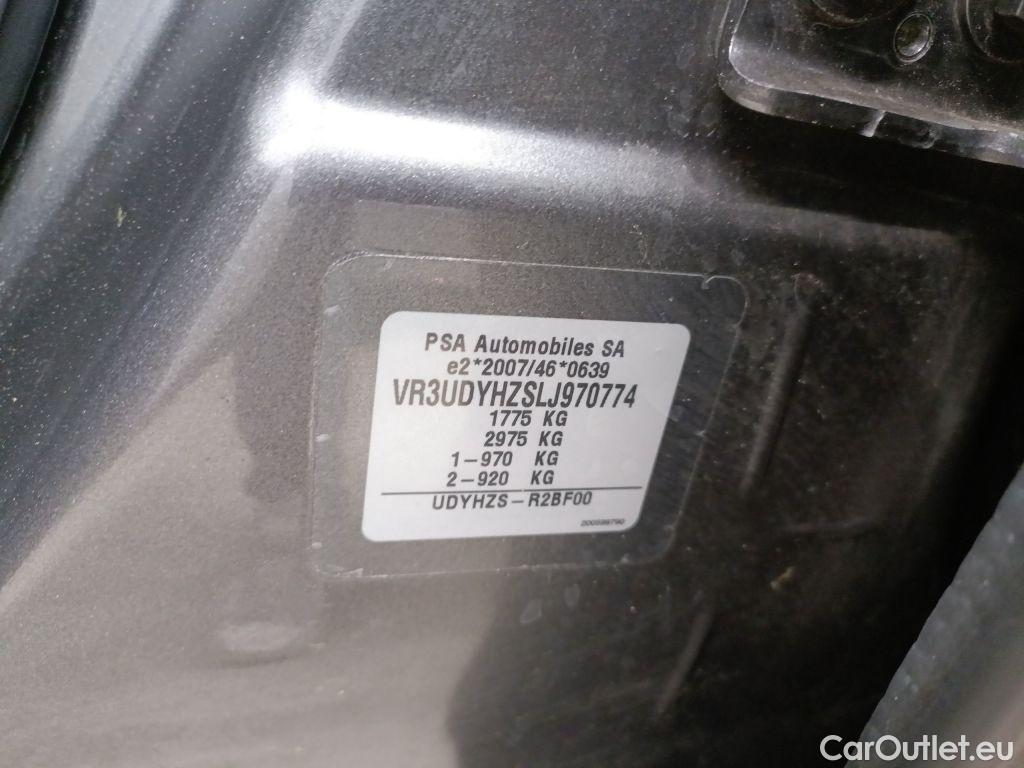 PSA Automobiles SA
e2*2007/46*0639
VR3UDYHZSLJ970774
1775 KG
2975 KG
1-970 KG
2-920 KG
UDYHZS-R2BF00
CarOutlet.eu